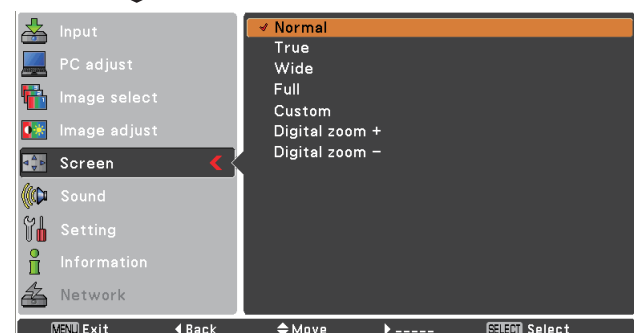 Input
PC adjust
Image select
Image adjust
Screen
Sound
Setting
Information
Network
Normal
True
Wide
Full
Custom
Digital zoom +
Digital zoom –
MENU Exit ◀Back ◆Move ▶----- SELECT Select